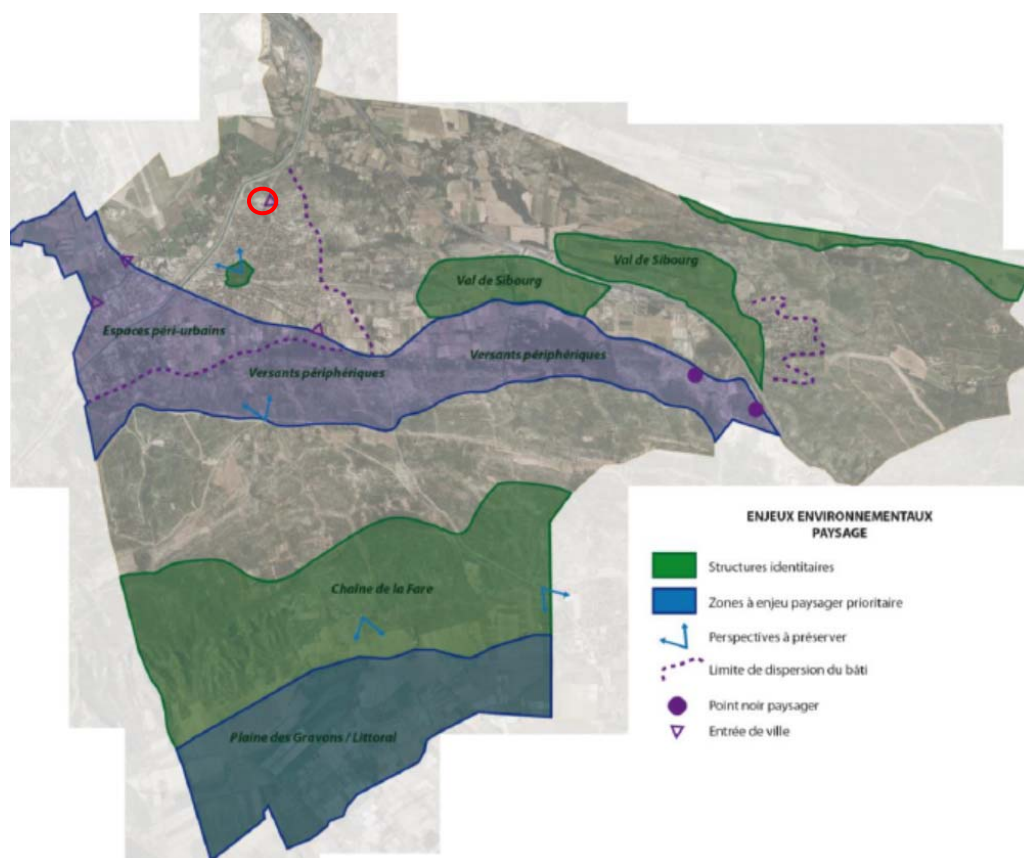 Val de Sibourg
Val de Sibourg
Espaces péri-urbains
Versants périphériques
Versants périphériques
ENJEUX ENVIRONNEMENTAUX
PAYSAGE
Structures identitaires
Chaîne de la Fare
Zones à enjeu paysager prioritaire
Perspectives à préserver
Limite de dispersion du bâti
Point noir paysager
Entrée de ville
Plaine des Gravons / Littoral